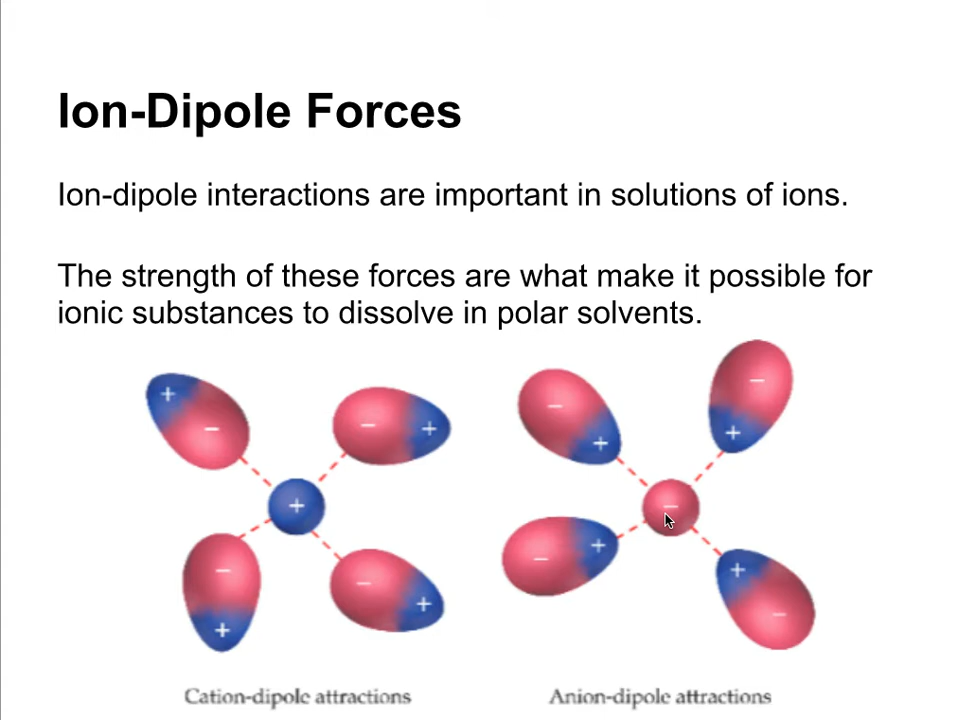 Ion-Dipole Forces
Ion-dipole interactions are important in solutions of ions.
The strength of these forces are what make it possible for
ionic substances to dissolve in polar solvents.
+ − − + − + +
+ − − + − + − +
− + − + + −
Cation-dipole attractions Anion-dipole attractions